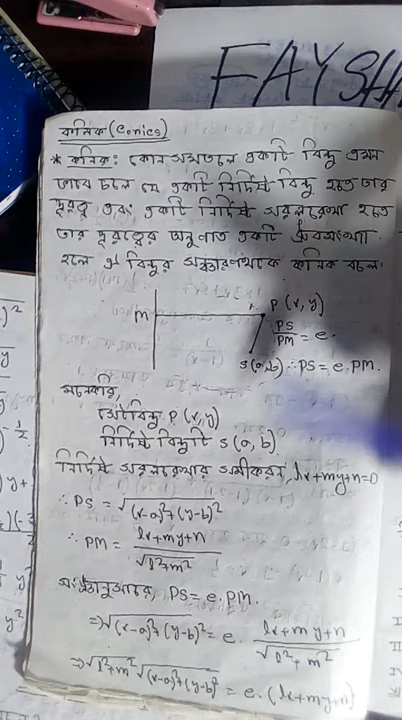 FAYSHA
কনিক (Conics)
* কনিক: কোন সমতলে একটি বিন্দু এমন
ভাবে চলে যে একটি নির্দিষ্ট বিন্দু হতে তার
দূরত্ব এবং একটি নির্দিষ্ট সরলরেখা হতে
তার দূরত্বের অনুপাত একটি ধ্রুবসংখ্যা
হলে ঐ বিন্দুর সঞ্চারপথকে কনিক বলে।
M P (x, y)
PS/PM = e.
S(a,b) ∴PS = e.PM.
মনেকরি,
P (x,y)
নির্দিষ্ট বিন্দুটি S (a, b)
নির্দিষ্ট সরলরেখার সমীকরণ, lx+my+n=0
∴ PS = √(x-a)²+(y-b)²
∴ PM = lx+my+n / √l²+m²
PS = e.PM.
⇒√(x-a)²+(y-b)² = e. lx+my+n / √l²+m²
⇒√l²+m² √(x-a)²+(y-b)² = e.(lx+my+n)